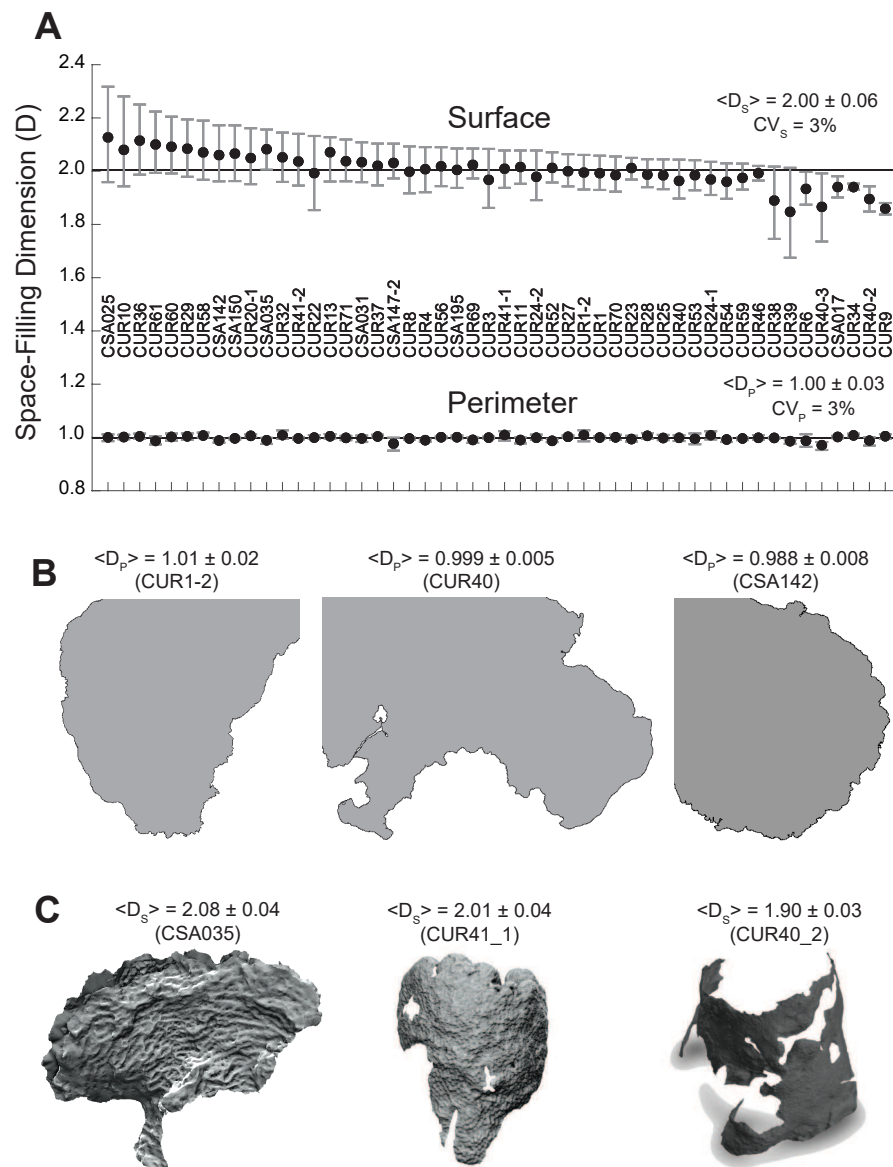 A
Space-Filling Dimension (D)
2.4
2.2
2.0
1.8
1.6
1.4
1.2
1.0
0.8
Surface
<D_S> = 2.00 ± 0.06
CV_S = 3%
CSA025
CUR10
CUR36
CUR61
CUR60
CUR29
CUR58
CSA142
CSA150
CUR20-1
CSA035
CUR32
CUR41-2
CUR22
CUR13
CUR71
CSA031
CUR37
CSA147-2
CUR8
CUR4
CUR56
CSA195
CUR69
CUR3
CUR41-1
CUR11
CUR24-2
CUR52
CUR27
CUR1-2
CUR1
CUR70
CUR23
CUR28
CUR25
CUR40
CUR53
CUR24-1
CUR54
CUR59
CUR46
CUR38
CUR39
CUR6
CUR40-3
CSA017
CUR34
CUR40-2
CUR9
Perimeter
<D_P> = 1.00 ± 0.03
CV_P = 3%
B
<D_P> = 1.01 ± 0.02
(CUR1-2)
<D_P> = 0.999 ± 0.005
(CUR40)
<D_P> = 0.988 ± 0.008
(CSA142)
C
<D_S> = 2.08 ± 0.04
(CSA035)
<D_S> = 2.01 ± 0.04
(CUR41_1)
<D_S> = 1.90 ± 0.03
(CUR40_2)